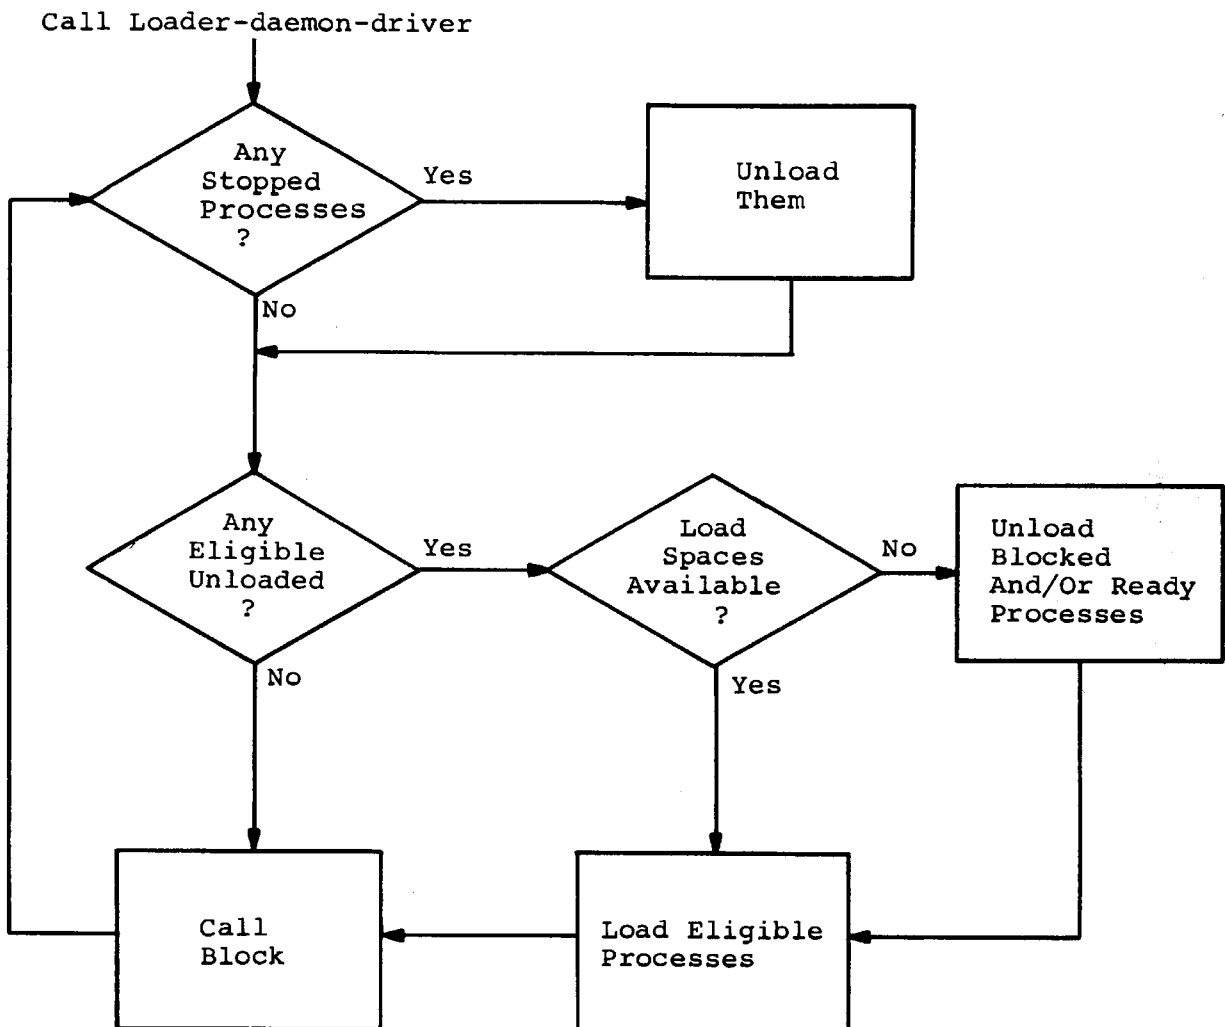 Call Loader-daemon-driver
Any
Stopped
Processes
?
Yes
Unload
Them
No
Any
Eligible
Unloaded
?
Yes
Load
Spaces
Available
?
No
Unload
Blocked
And/Or Ready
Processes
No
Yes
Call
Block
Load Eligible
Processes